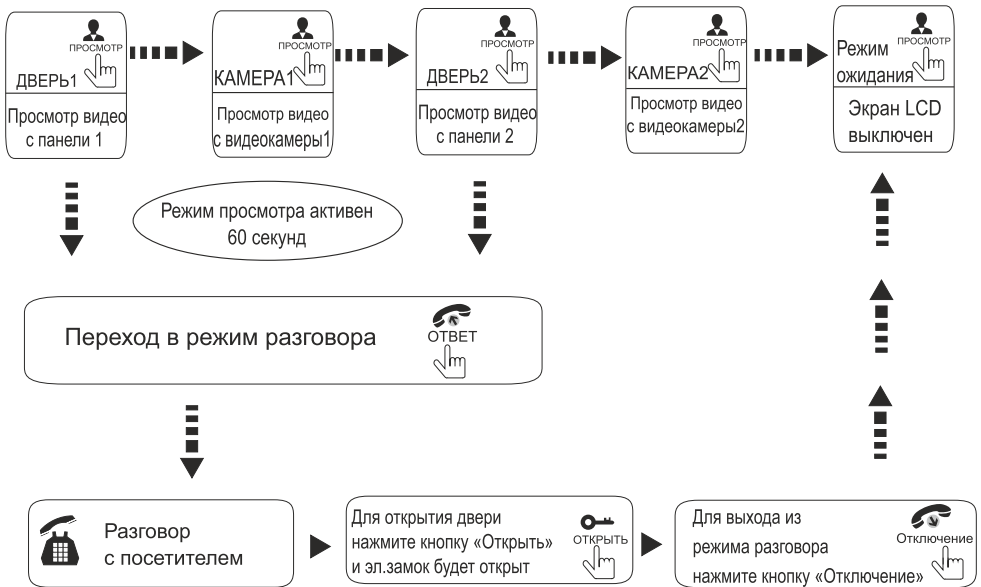 ПРОСМОТР
ДВЕРЬ1
Просмотр видео
с панели 1
ПРОСМОТР
КАМЕРА1
Просмотр видео
с видеокамеры1
ПРОСМОТР
ДВЕРЬ2
Просмотр видео
с панели 2
ПРОСМОТР
КАМЕРА2
Просмотр видео
с видеокамеры2
ПРОСМОТР
Режим
ожидания
Экран LCD
выключен
Режим просмотра активен
60 секунд
Переход в режим разговора
ОТВЕТ
Разговор
с посетителем
Для открытия двери
нажмите кнопку «Открыть»
и эл.замок будет открыт
ОТКРЫТЬ
Для выхода из
режима разговора
нажмите кнопку «Отключение»
Отключение